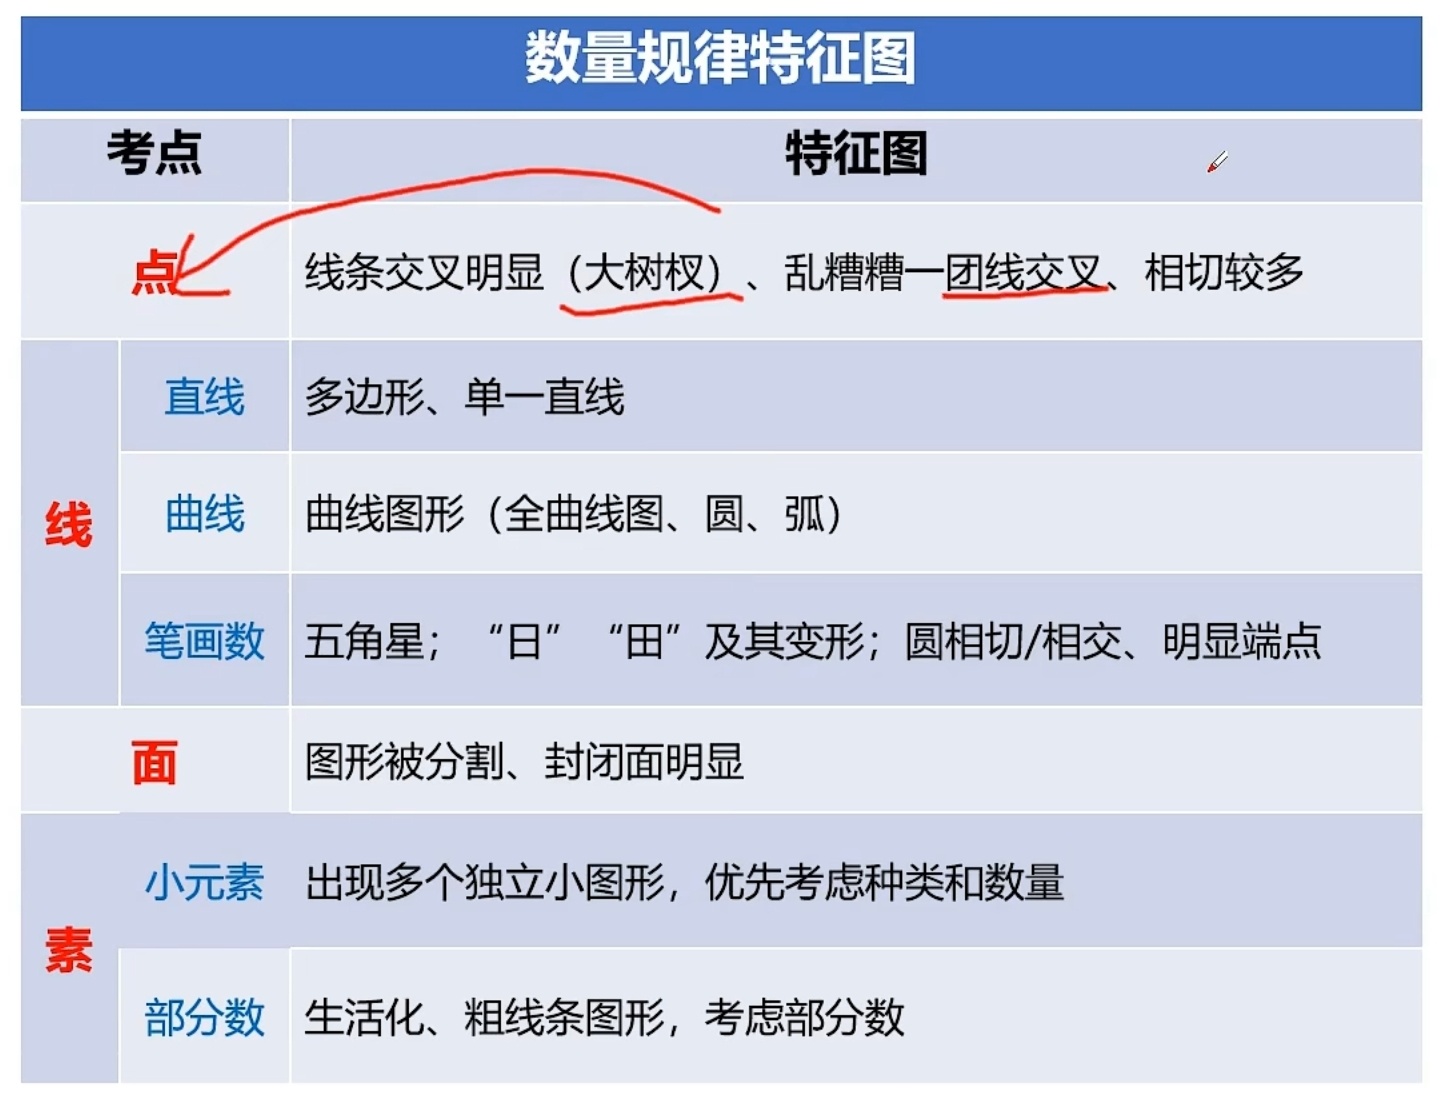 数量规律特征图
考点 特征图
点 线条交叉明显（大树杈）、乱糟糟一团线交叉、相切较多
直线 多边形、单一直线
线 曲线 曲线图形（全曲线图、圆、弧）
笔画数 五角星；“日”“田”及其变形；圆相切/相交、明显端点
面 图形被分割、封闭面明显
小元素 出现多个独立小图形，优先考虑种类和数量
素
部分数 生活化、粗线条图形，考虑部分数